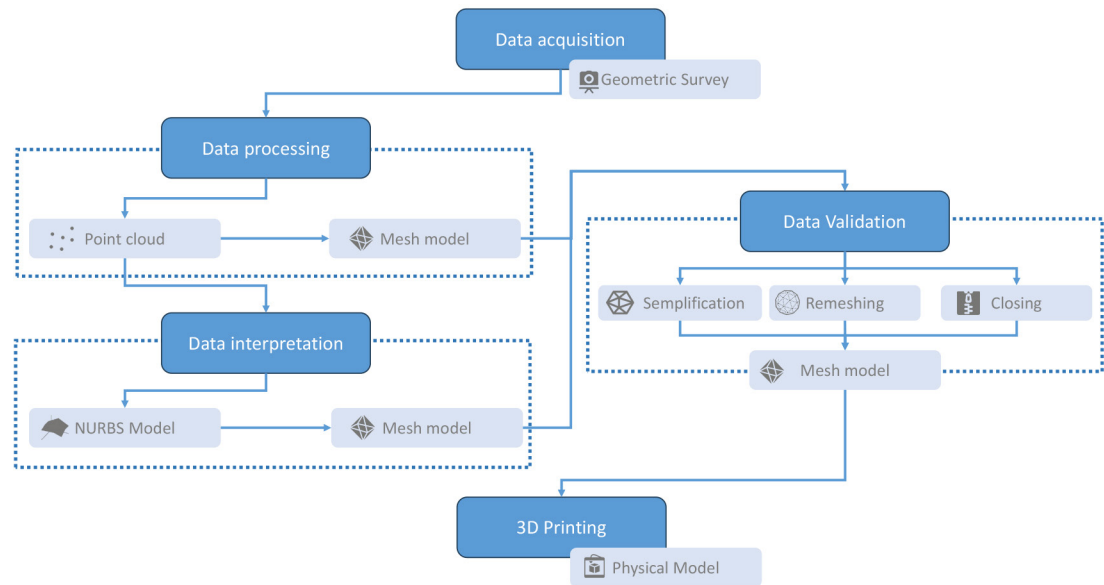 Data acquisition
Geometric Survey
Data processing
Point cloud
Mesh model
Data interpretation
NURBS Model
Mesh model
Data Validation
Semplification
Remeshing
Closing
Mesh model
3D Printing
Physical Model